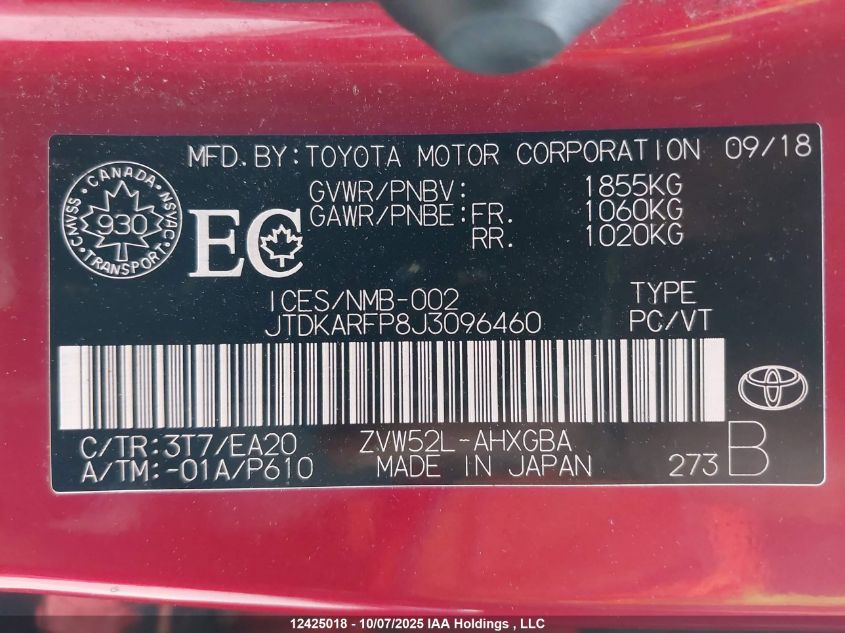 MFD.BY:TOYOTA MOTOR CORPORATION 09/18
GVWR/PNBV: 1855KG
GAWR/PNBE:FR. 1060KG
RR. 1020KG
CANADA
CMVSS 930 NSVAC
TRANSPORT
EC
ICES/NMB-002 TYPE
JTDKARFP8J3096460 PC/VT
C/TR:3T7/EA20 ZVW52L-AHXGBA
A/TM:-01A/P610 MADE IN JAPAN 273 B
12425018 - 10/07/2025 IAA Holdings , LLC